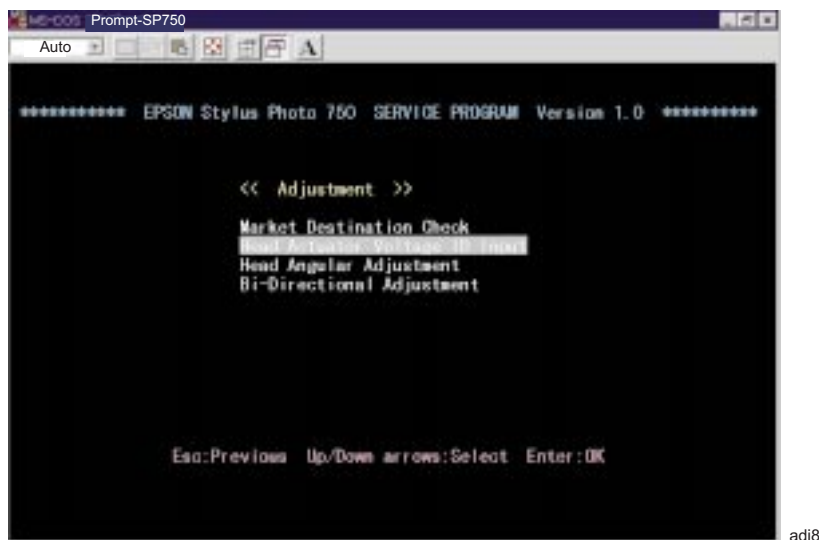 MS-DOS Prompt-SP750
Auto
A
*********** EPSON Stylus Photo 750 SERVICE PROGRAM Version 1.0 **********
<< Adjustment >>
Market Destination Check
Head Actuator Voltage ID Input
Head Angular Adjustment
Bi-Directional Adjustment
Esc:Previous Up/Down arrows:Select Enter:OK
adj8